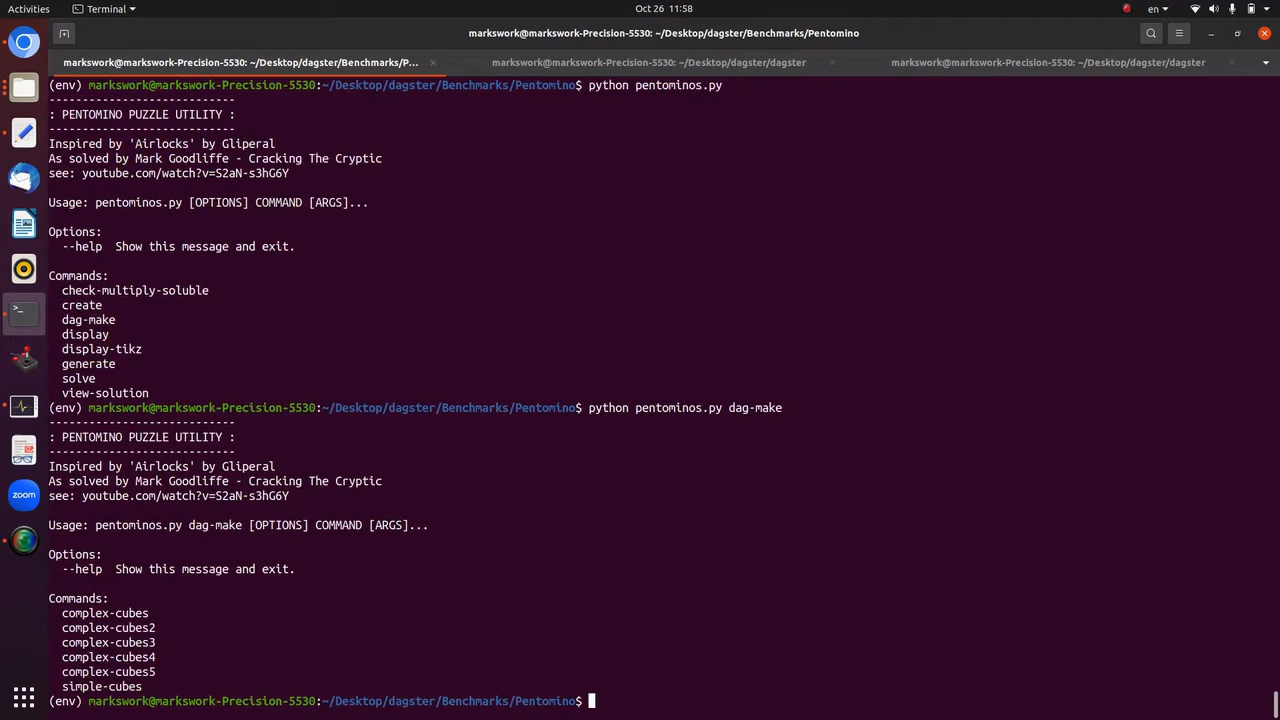 Activities
Terminal
Oct 26 11:58
en
markswork@markswork-Precision-5530: ~/Desktop/dagster/Benchmarks/Pentomino
markswork@markswork-Precision-5530: ~/Desktop/dagster/Benchmarks/P...
markswork@markswork-Precision-5530: ~/Desktop/dagster/dagster
markswork@markswork-Precision-5530: ~/Desktop/dagster/dagster
(env) markswork@markswork-Precision-5530:~/Desktop/dagster/Benchmarks/Pentomino$ python pentominos.py
----------------------------
: PENTOMINO PUZZLE UTILITY :
----------------------------
Inspired by 'Airlocks' by Gliperal
As solved by Mark Goodliffe - Cracking The Cryptic
see: youtube.com/watch?v=S2aN-s3hG6Y
Usage: pentominos.py [OPTIONS] COMMAND [ARGS]...
Options:
--help  Show this message and exit.
Commands:
check-multiply-soluble
create
dag-make
display
display-tikz
generate
solve
view-solution
(env) markswork@markswork-Precision-5530:~/Desktop/dagster/Benchmarks/Pentomino$ python pentominos.py dag-make
----------------------------
: PENTOMINO PUZZLE UTILITY :
----------------------------
Inspired by 'Airlocks' by Gliperal
As solved by Mark Goodliffe - Cracking The Cryptic
see: youtube.com/watch?v=S2aN-s3hG6Y
Usage: pentominos.py dag-make [OPTIONS] COMMAND [ARGS]...
Options:
--help  Show this message and exit.
Commands:
complex-cubes
complex-cubes2
complex-cubes3
complex-cubes4
complex-cubes5
simple-cubes
(env) markswork@markswork-Precision-5530:~/Desktop/dagster/Benchmarks/Pentomino$
zoom